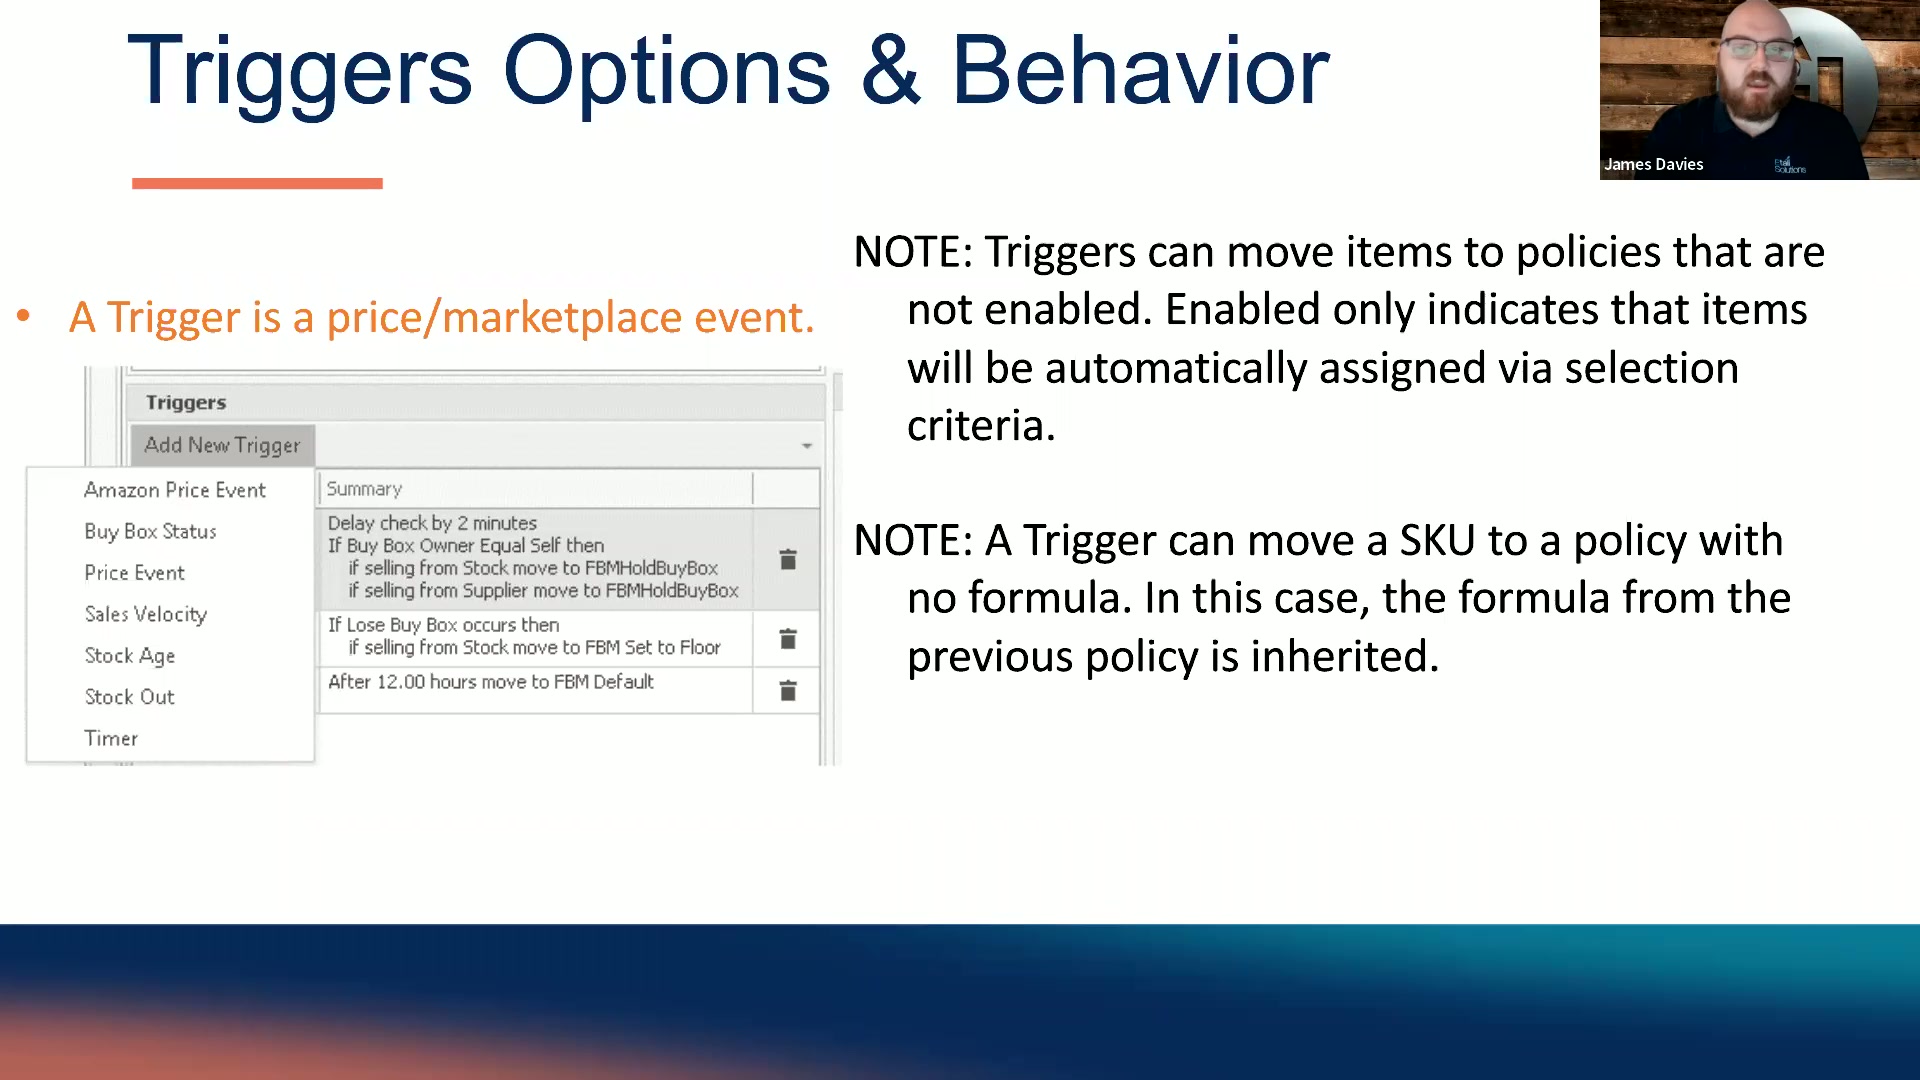 Triggers Options & Behavior
James Davies
Etail
Solutions
• A Trigger is a price/marketplace event.
Triggers
Add New Trigger
Amazon Price Event
Buy Box Status
Price Event
Sales Velocity
Stock Age
Stock Out
Timer
Summary
Delay check by 2 minutes
If Buy Box Owner Equal Self then
if selling from Stock move to FBMHoldBuyBox
if selling from Supplier move to FBMHoldBuyBox
If Lose Buy Box occurs then
if selling from Stock move to FBM Set to Floor
After 12.00 hours move to FBM Default
NOTE: Triggers can move items to policies that are
not enabled. Enabled only indicates that items
will be automatically assigned via selection
criteria.
NOTE: A Trigger can move a SKU to a policy with
no formula. In this case, the formula from the
previous policy is inherited.